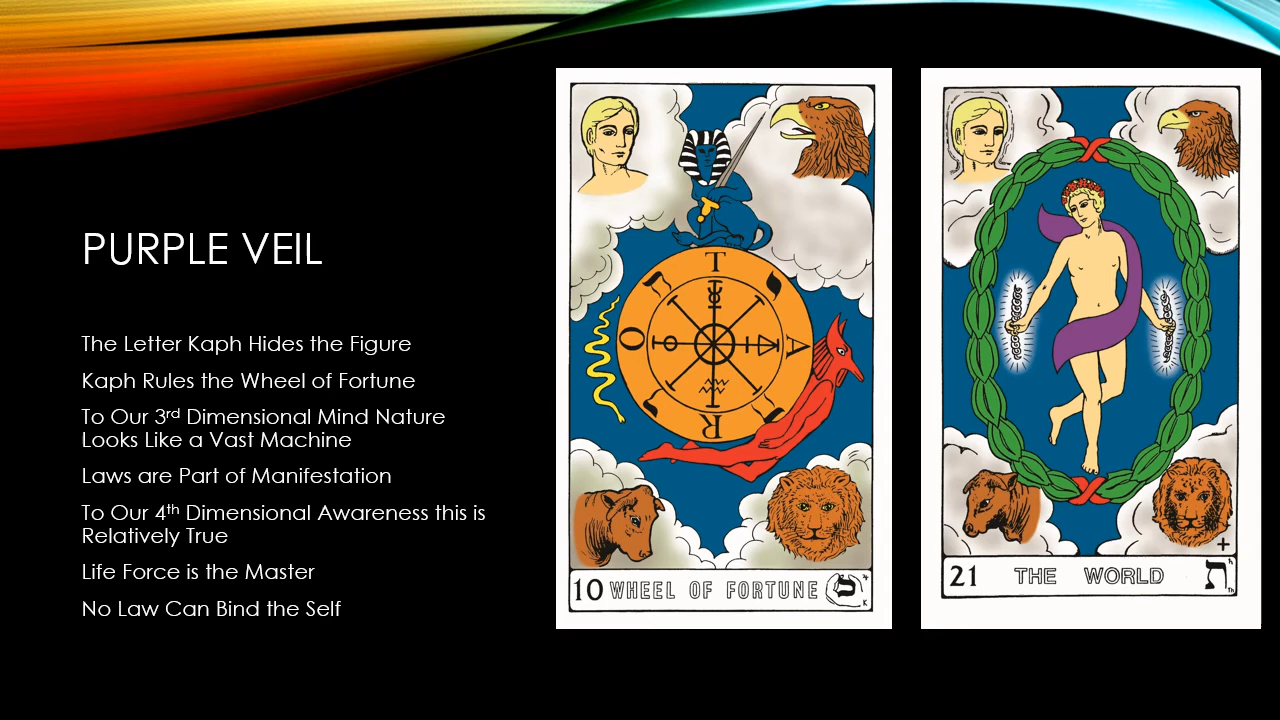 PURPLE VEIL
The Letter Kaph Hides the Figure
Kaph Rules the Wheel of Fortune
To Our 3rd Dimensional Mind Nature
Looks Like a Vast Machine
Laws are Part of Manifestation
To Our 4th Dimensional Awareness this is
Relatively True
Life Force is the Master
No Law Can Bind the Self
T
A
R
O
י
ה
ו
ה
10 WHEEL OF FORTUNE כ K
21 THE WORLD ת Th